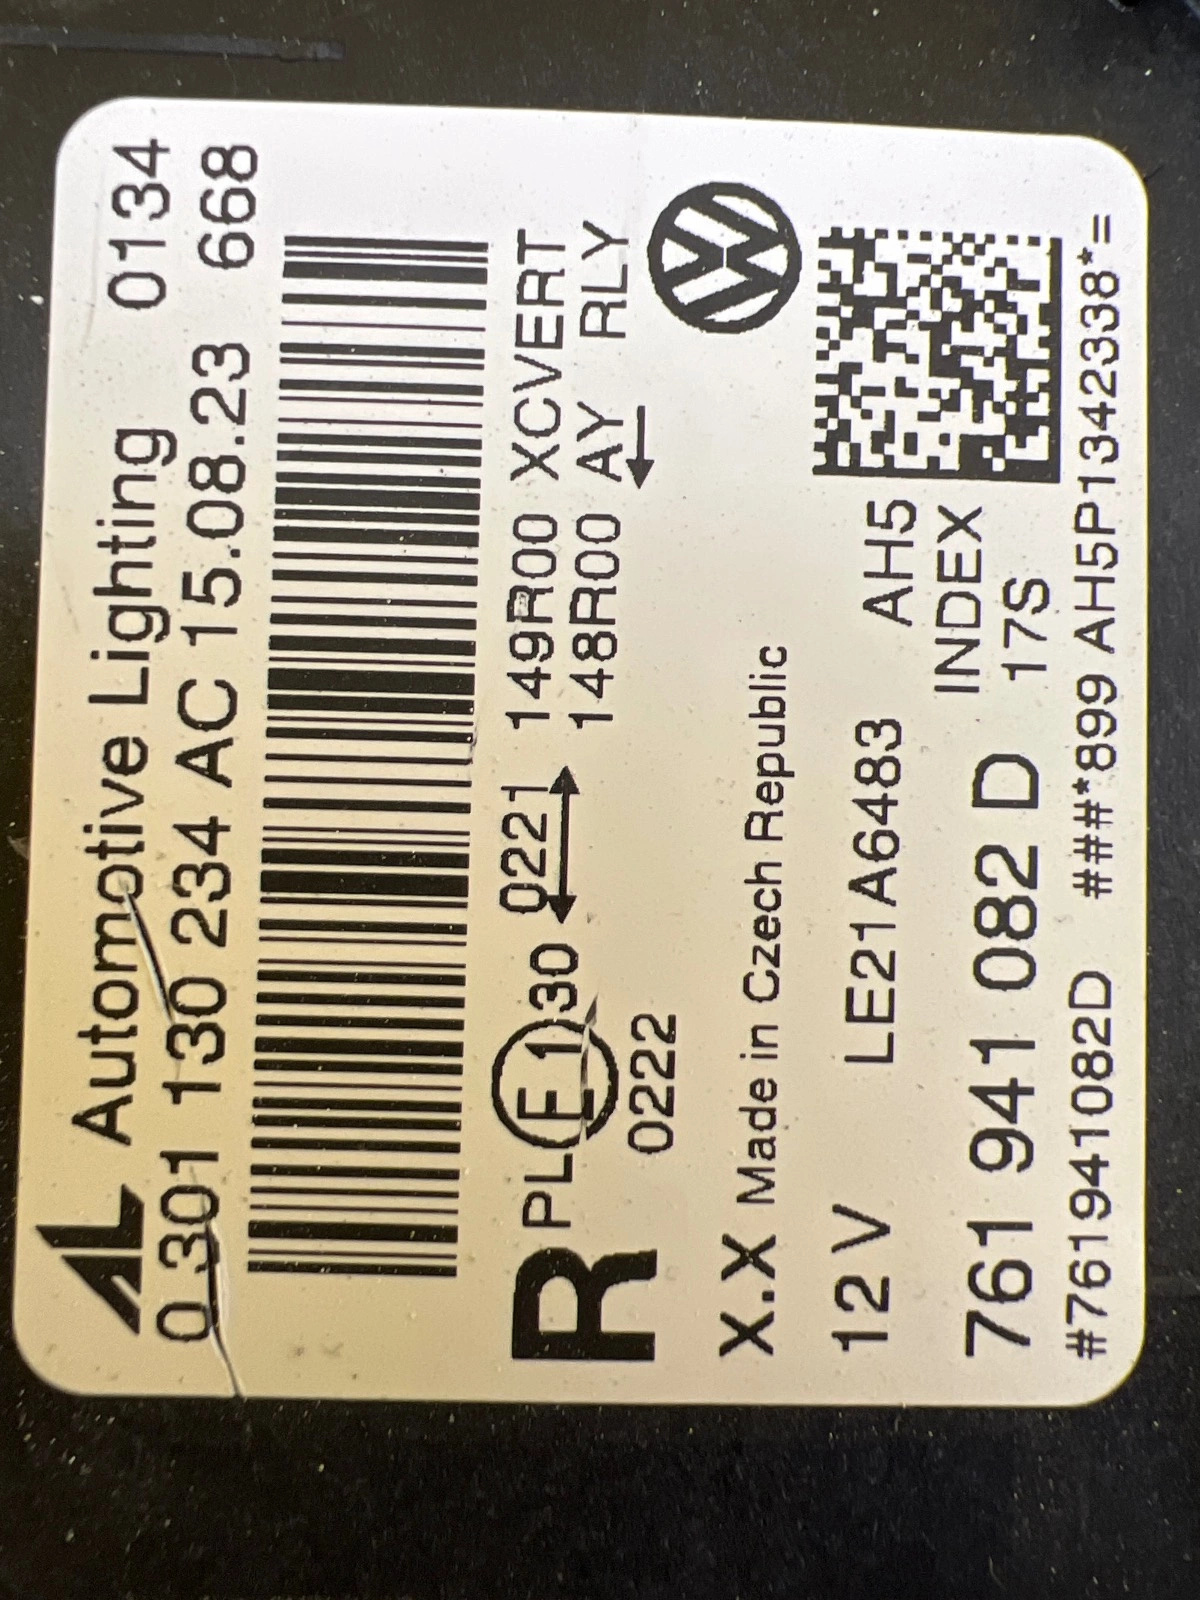 AL Automotive Lighting 0134
0 301 130 234 AC 15.08.23 668
R PL E1 30 0221 149R00 XCVERT
0222 148R00 AY RLY
X.X Made in Czech Republic
12 V LE21A6483 AH5
INDEX
761 941 082 D 17S
#761941082D ###*899 AH5P1342338*=